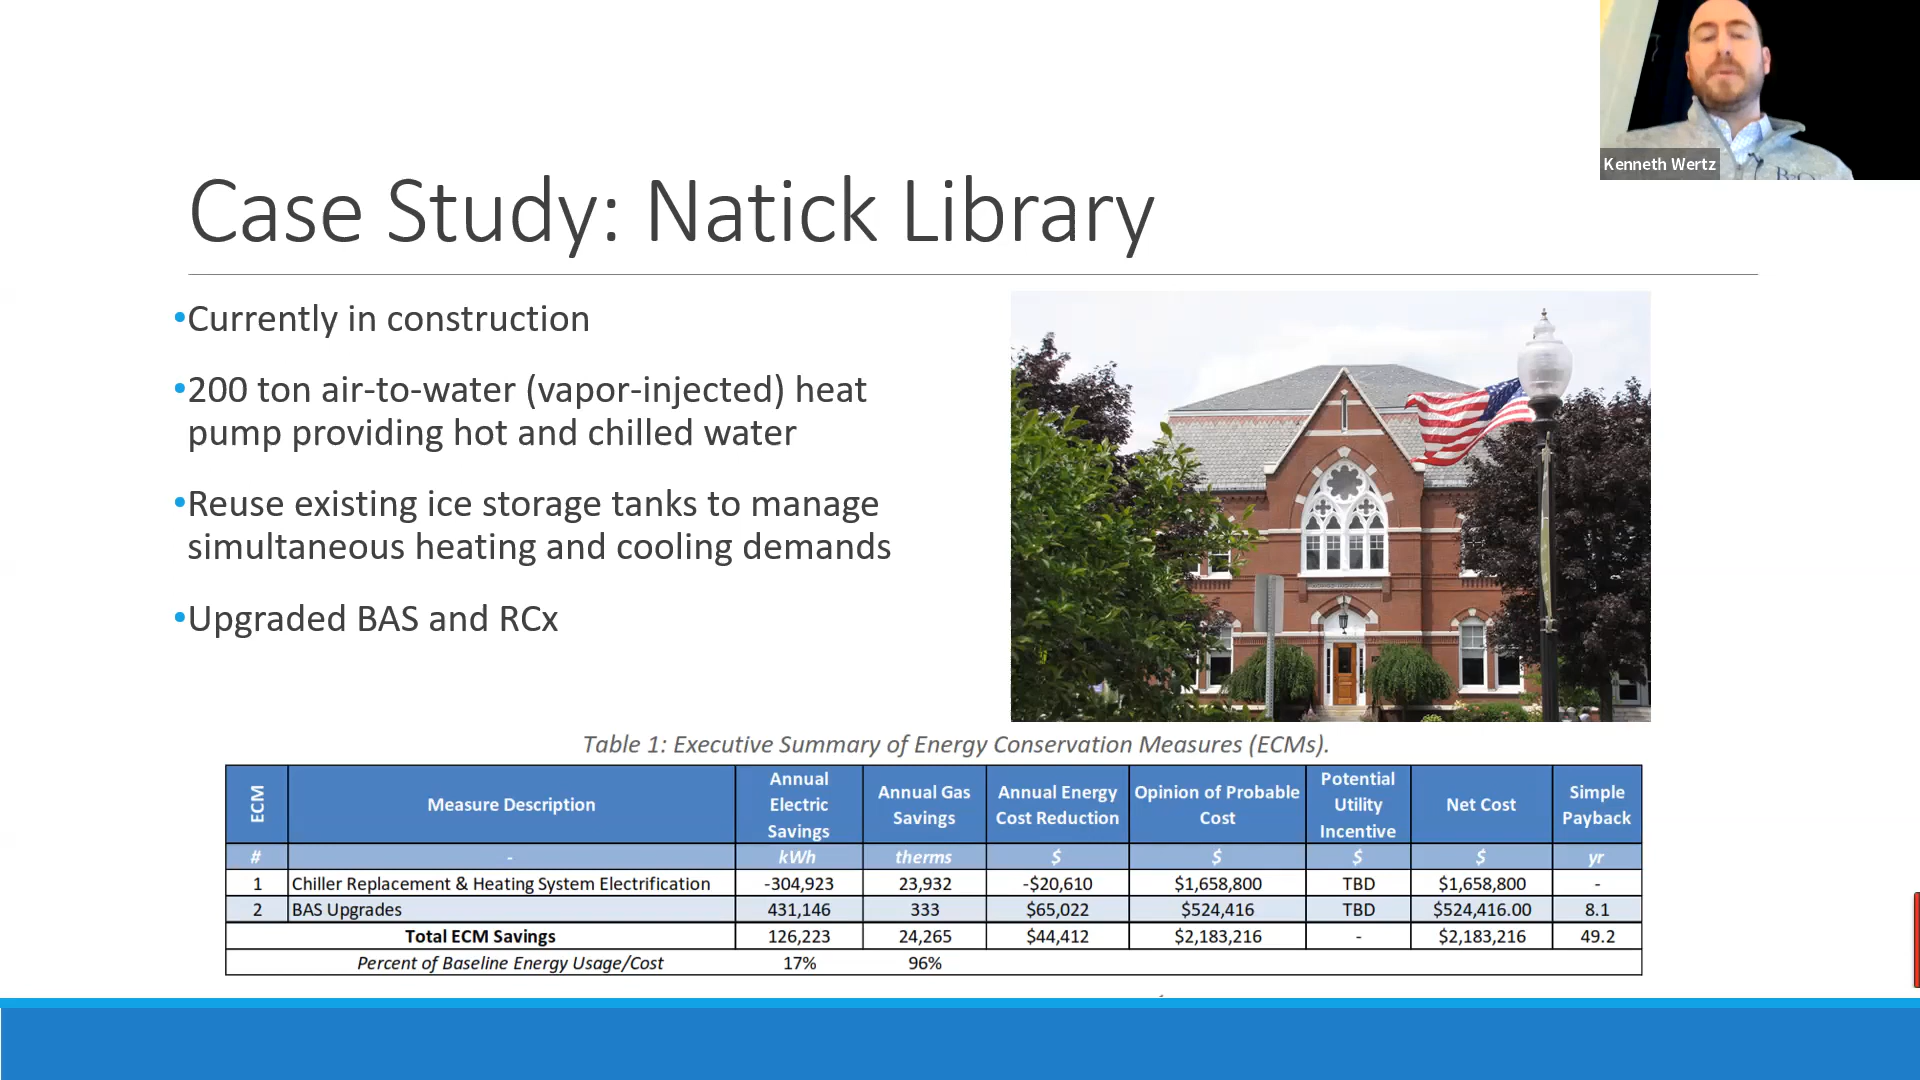 Kenneth Wertz
Case Study: Natick Library
•Currently in construction
•200 ton air-to-water (vapor-injected) heat
pump providing hot and chilled water
•Reuse existing ice storage tanks to manage
simultaneous heating and cooling demands
•Upgraded BAS and RCx
Table 1: Executive Summary of Energy Conservation Measures (ECMs).
ECM Measure Description Annual Electric Savings Annual Gas Savings Annual Energy Cost Reduction Opinion of Probable Cost Potential Utility Incentive Net Cost Simple Payback
# - kWh therms $ $ $ $ yr
1 Chiller Replacement & Heating System Electrification -304,923 23,932 -$20,610 $1,658,800 TBD $1,658,800 -
2 BAS Upgrades 431,146 333 $65,022 $524,416 TBD $524,416.00 8.1
Total ECM Savings 126,223 24,265 $44,412 $2,183,216 - $2,183,216 49.2
Percent of Baseline Energy Usage/Cost 17% 96%